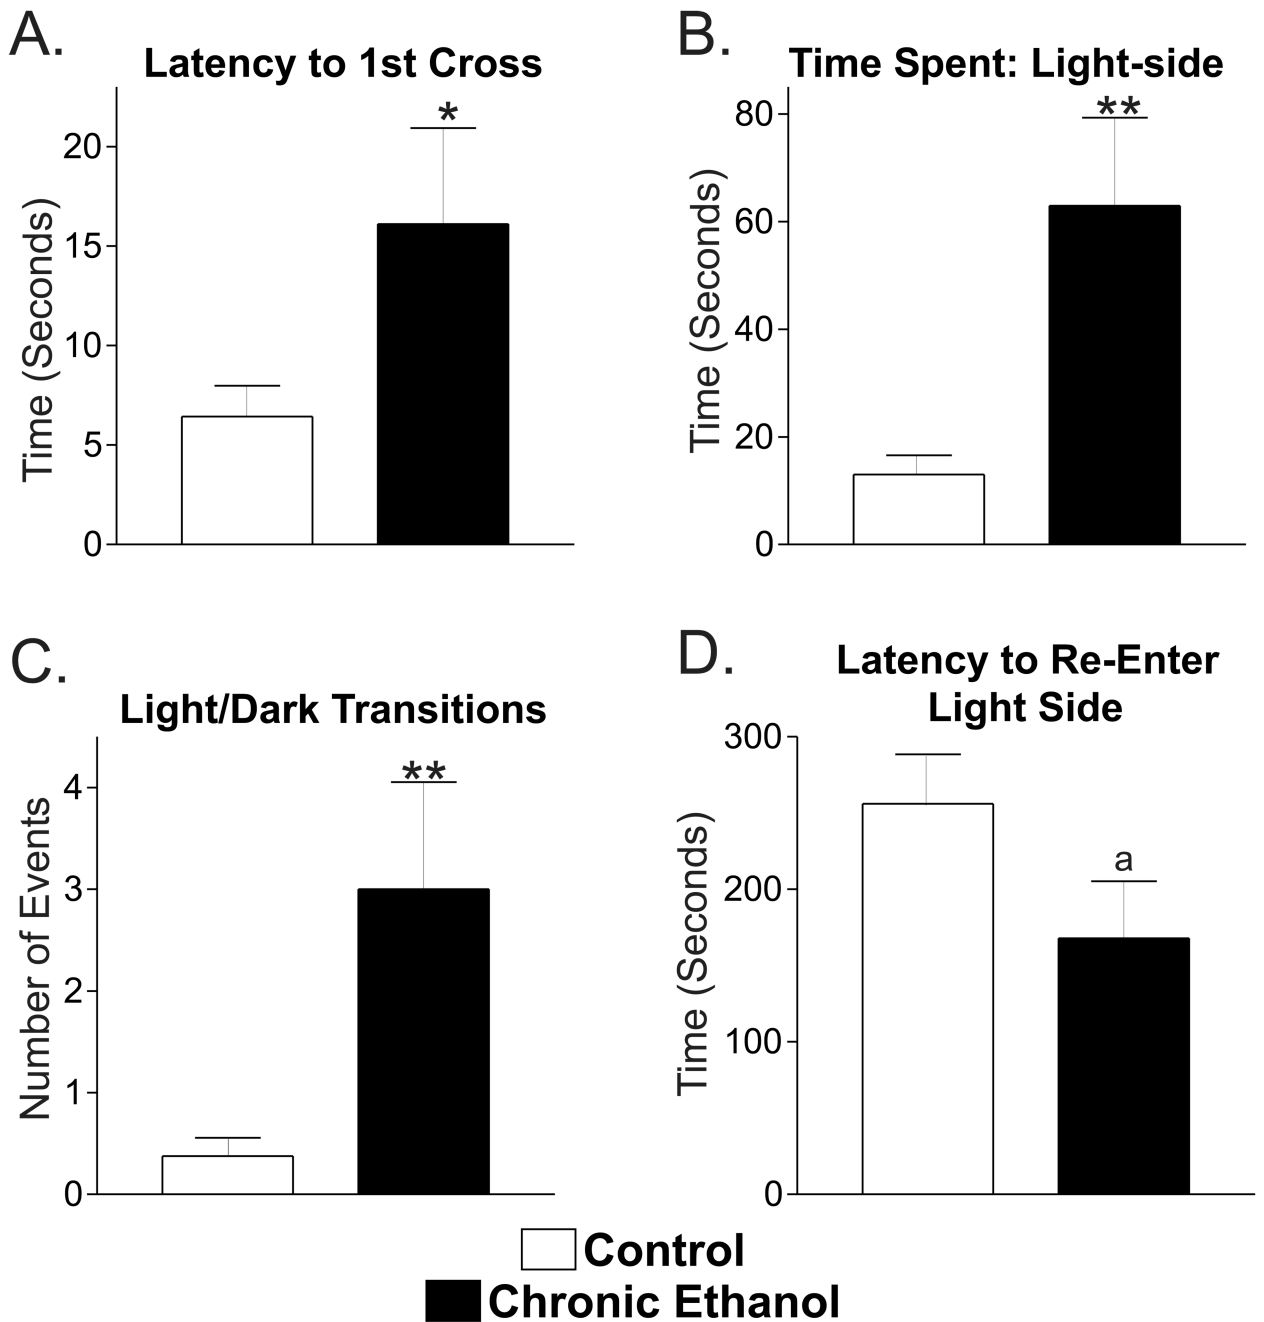 A.
Latency to 1st Cross
*
20
15
10
5
0
Time (Seconds)
B.
Time Spent: Light-side
**
80
60
40
20
0
Time (Seconds)
C.
Light/Dark Transitions
**
4
3
2
1
0
Number of Events
D.
Latency to Re-Enter
Light Side
300
200
100
0
a
Time (Seconds)
Control
Chronic Ethanol